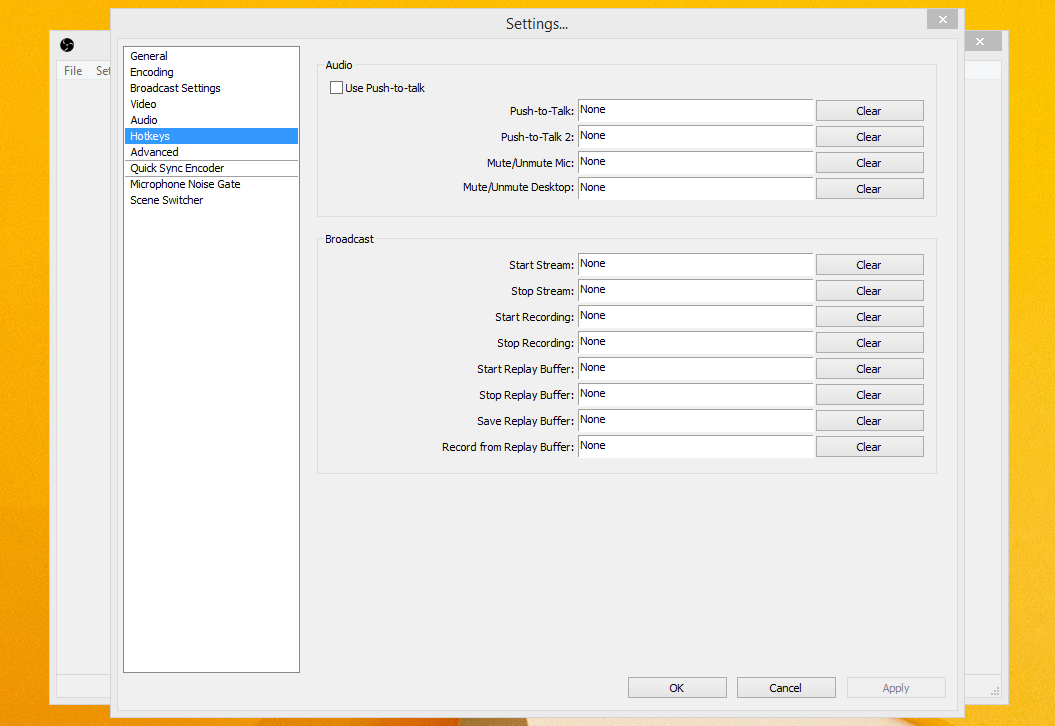 Settings...
File Set
General
Encoding
Broadcast Settings
Video
Audio
Hotkeys
Advanced
Quick Sync Encoder
Microphone Noise Gate
Scene Switcher
Audio
Use Push-to-talk
Push-to-Talk: None Clear
Push-to-Talk 2: None Clear
Mute/Unmute Mic: None Clear
Mute/Unmute Desktop: None Clear
Broadcast
Start Stream: None Clear
Stop Stream: None Clear
Start Recording: None Clear
Stop Recording: None Clear
Start Replay Buffer: None Clear
Stop Replay Buffer: None Clear
Save Replay Buffer: None Clear
Record from Replay Buffer: None Clear
OK Cancel Apply